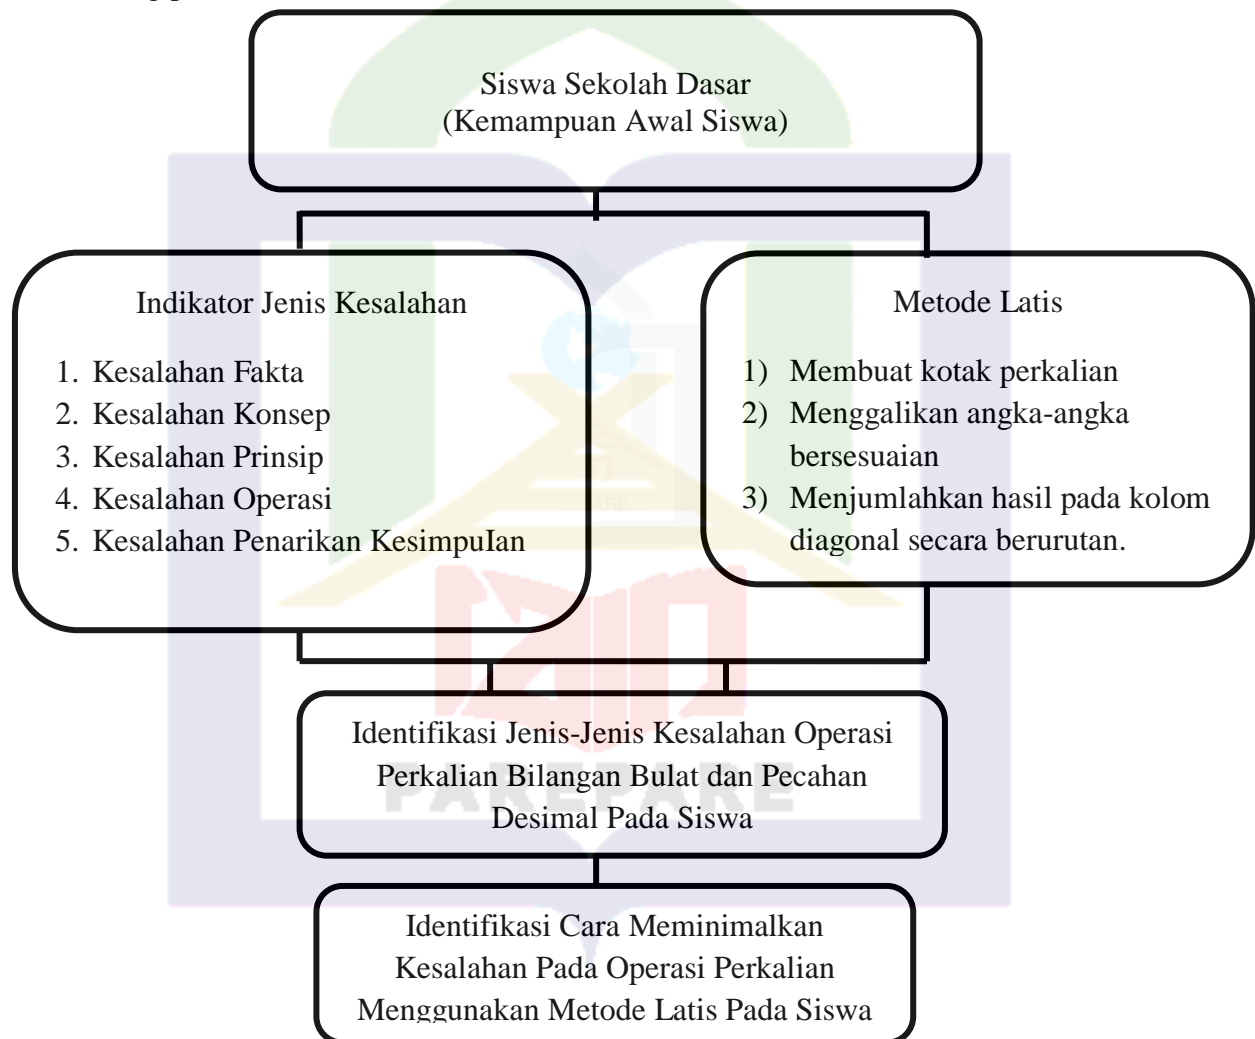 Siswa Sekolah Dasar
(Kemampuan Awal Siswa)
Indikator Jenis Kesalahan
1. Kesalahan Fakta
2. Kesalahan Konsep
3. Kesalahan Prinsip
4. Kesalahan Operasi
5. Kesalahan Penarikan KesimpuIan
Metode Latis
1) Membuat kotak perkalian
2) Menggalikan angka-angka
bersesuaian
3) Menjumlahkan hasil pada kolom
diagonal secara berurutan.
Identifikasi Jenis-Jenis Kesalahan Operasi
Perkalian Bilangan Bulat dan Pecahan
Desimal Pada Siswa
PAREPARE
Identifikasi Cara Meminimalkan
Kesalahan Pada Operasi Perkalian
Menggunakan Metode Latis Pada Siswa